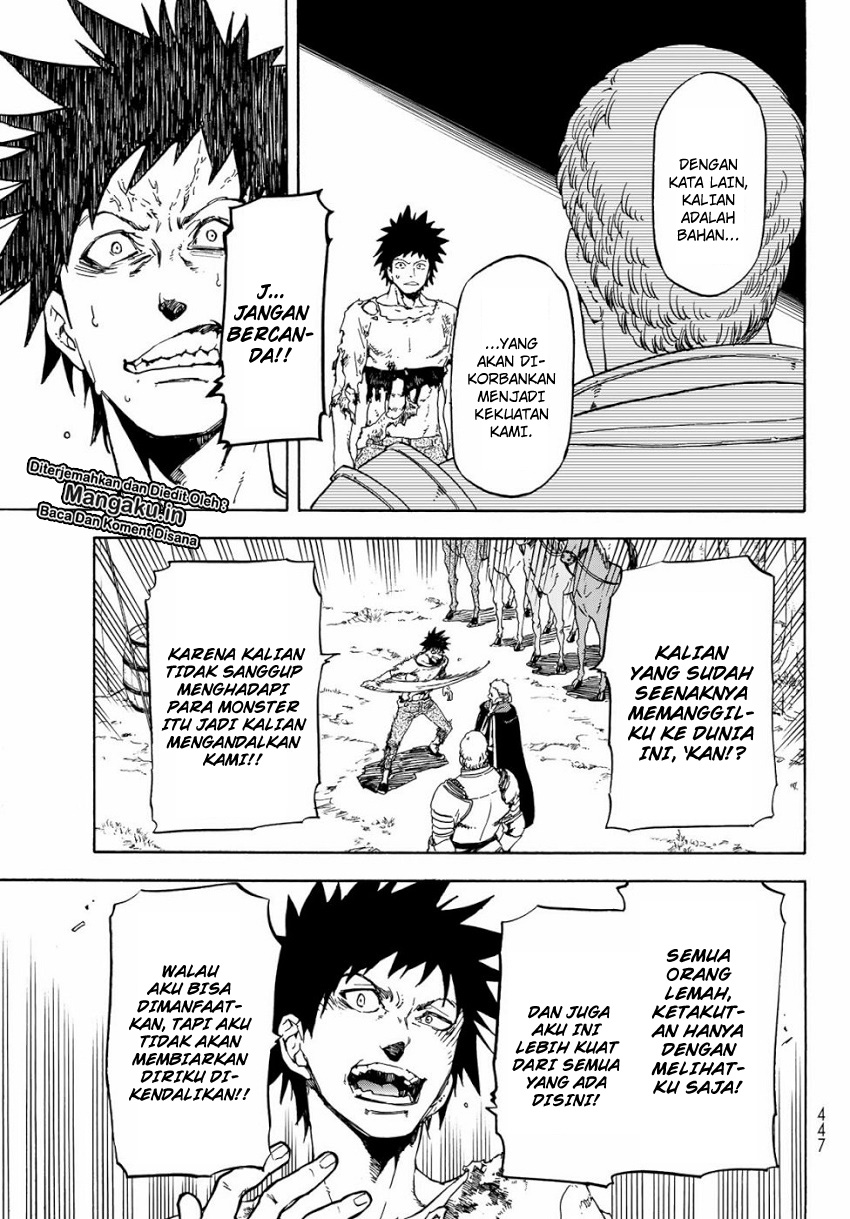 DENGAN
KATA LAIN,
KALIAN
ADALAH
BAHAN...
...YANG
AKAN DI-
KORBANKAN
MENJADI
KEKUATAN
KAMI.
J...
JANGAN
BERCAN-
DA!!
Diterjemahkan dan Diedit Oleh :
Mangaku.in
Baca Dan Koment Disana
KALIAN
YANG SUDAH
SEENAKNYA
MEMANGGIL-
KU KE DUNIA
INI, 'KAN!?
KARENA KALIAN
TIDAK SANGGUP
MENGHADAPI
PARA MONSTER
ITU JADI KALIAN
MENGANDALKAN
KAMI!!
SEMUA
ORANG
LEMAH,
KETAKUT-
AN HANYA
DENGAN
MELIHAT-
KU SAJA!
DAN JUGA
AKU INI
LEBIH KUAT
DARI SEMUA
YANG ADA
DISINI!
WALAU
AKU BISA
DIMANFAAT-
KAN, TAPI AKU
TIDAK AKAN
MEMBIARKAN
DIRIKU DI-
KENDALIKAN!!
447